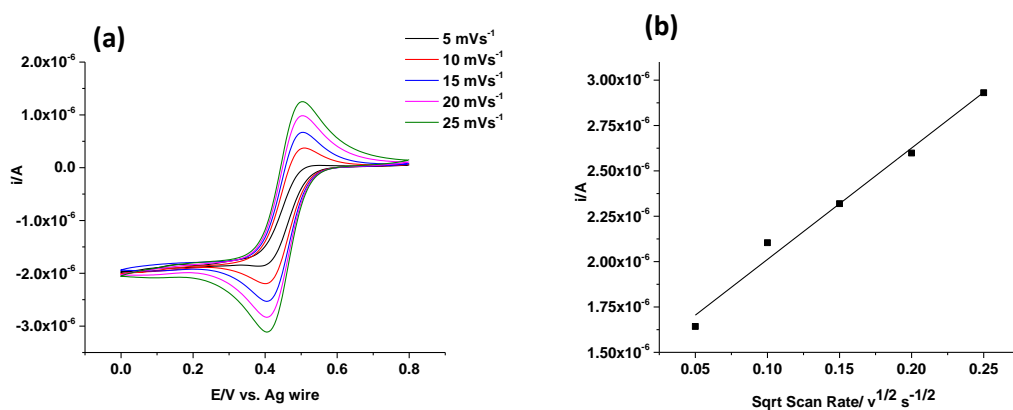 (a)
5 mVs⁻¹
10 mVs⁻¹
15 mVs⁻¹
20 mVs⁻¹
25 mVs⁻¹
2.0x10⁻⁶
1.0x10⁻⁶
0.0
-1.0x10⁻⁶
-2.0x10⁻⁶
-3.0x10⁻⁶
i/A
0.0 0.2 0.4 0.6 0.8
E/V vs. Ag wire
(b)
3.00x10⁻⁶
2.75x10⁻⁶
2.50x10⁻⁶
2.25x10⁻⁶
2.00x10⁻⁶
1.75x10⁻⁶
1.50x10⁻⁶
i/A
0.05 0.10 0.15 0.20 0.25
Sqrt Scan Rate/ v¹ᐟ² s⁻¹ᐟ²